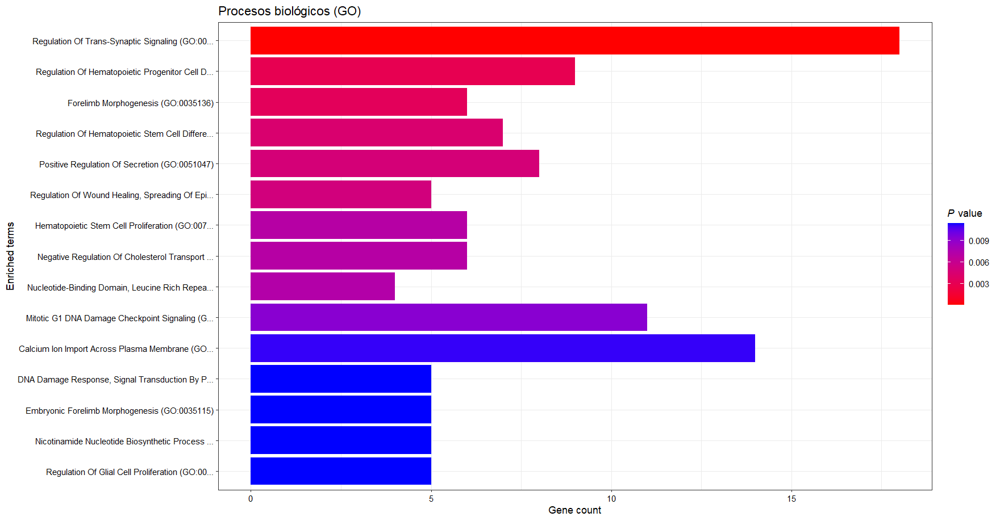 Procesos biológicos (GO)
Regulation Of Trans-Synaptic Signaling (GO:00...
Regulation Of Hematopoietic Progenitor Cell D...
Forelimb Morphogenesis (GO:0035136)
Regulation Of Hematopoietic Stem Cell Differe...
Positive Regulation Of Secretion (GO:0051047)
Regulation Of Wound Healing, Spreading Of Epi...
Hematopoietic Stem Cell Proliferation (GO:007...
Negative Regulation Of Cholesterol Transport ...
Nucleotide-Binding Domain, Leucine Rich Repea...
Mitotic G1 DNA Damage Checkpoint Signaling (G...
Calcium Ion Import Across Plasma Membrane (GO...
DNA Damage Response, Signal Transduction By P...
Embryonic Forelimb Morphogenesis (GO:0035115)
Nicotinamide Nucleotide Biosynthetic Process ...
Regulation Of Glial Cell Proliferation (GO:00...
Enriched terms
0 5 10 15
Gene count
P value
0.009
0.006
0.003